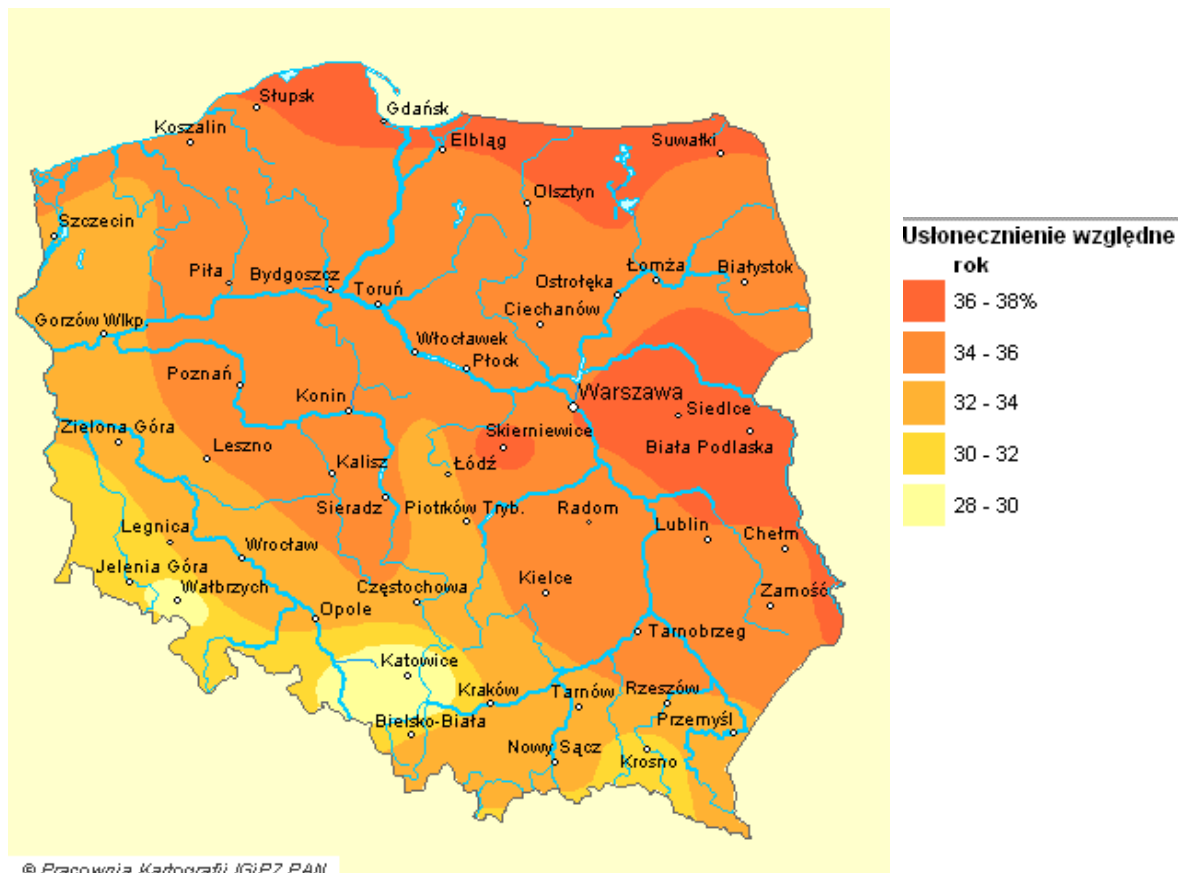 Słupsk
Gdańsk
Koszalin
Elbląg
Suwałki
Olsztyn
Szczecin
Piła
Bydgoszcz
Toruń
Ostrołęka
Łomża
Białystok
Ciechanów
Gorzów Wlkp.
Włocławek
Płock
Poznań
Konin
Warszawa
Siedlce
Zielona Góra
Skierniewice
Biała Podlaska
Leszno
Kalisz
Łódź
Sieradz
Piotrków Tryb.
Radom
Lublin
Chełm
Legnica
Wrocław
Jelenia Góra
Wałbrzych
Częstochowa
Kielce
Zamość
Opole
Tarnobrzeg
Katowice
Kraków
Tarnów
Rzeszów
Bielsko-Biała
Przemyśl
Nowy Sącz
Krosno
© Pracownia Kartografii IGiPZ PAN
Usłonecznienie względne
rok
36 - 38%
34 - 36
32 - 34
30 - 32
28 - 30